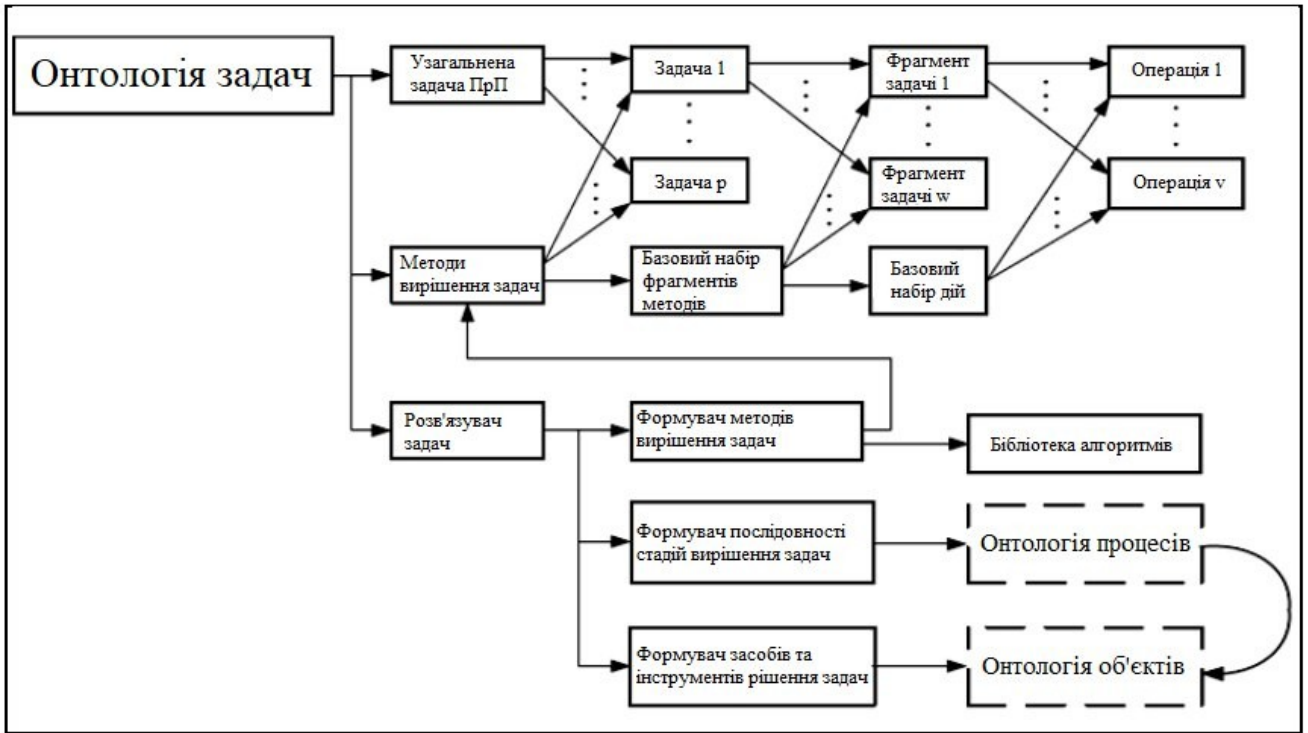 Онтологія задач
Узагальнена
задача ПрП
Задача 1
Фрагмент
задачі 1
Операція 1
Задача p
Фрагмент
задачі w
Операція v
Методи
вирішення задач
Базовий набір
фрагментів
методів
Базовий
набір дій
Розв'язувач
задач
Формувач методів
вирішення задач
Бібліотека алгоритмів
Формувач послідовності
стадій вирішення задач
Онтологія процесів
Формувач засобів та
інструментів рішення задач
Онтологія об'єктів